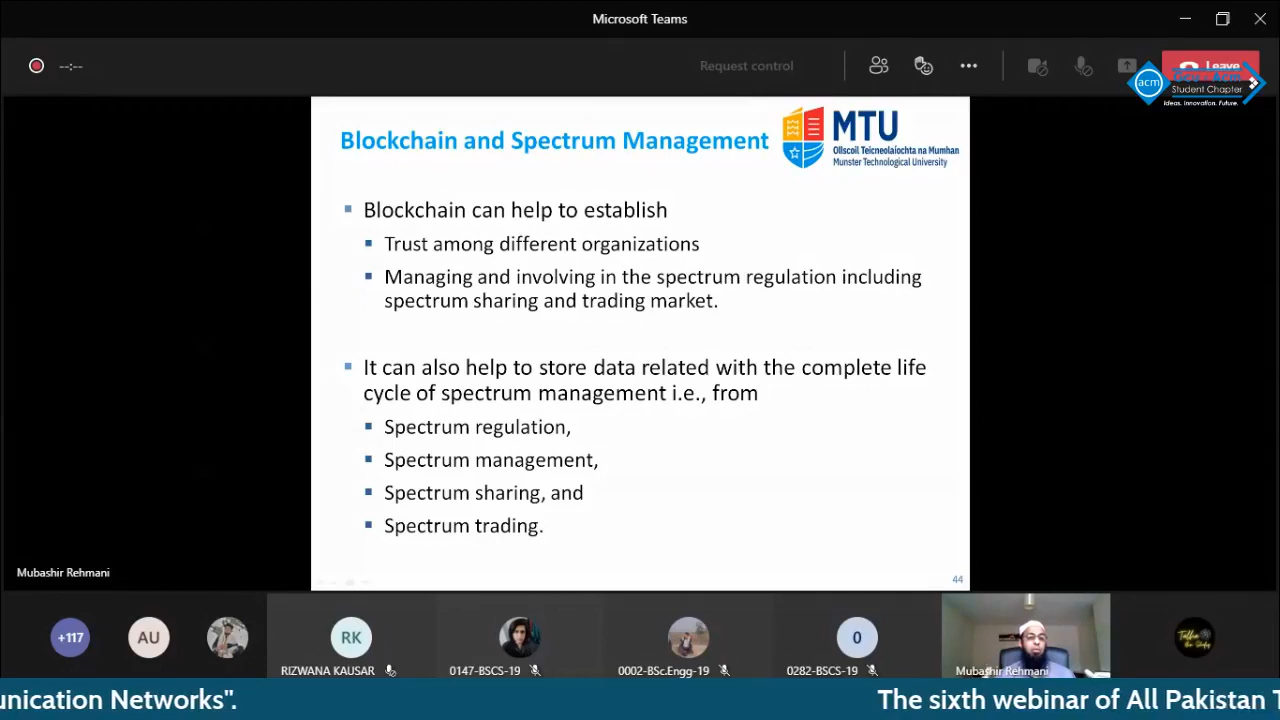 Microsoft Teams
--:--
Request control
Leave
acm
Student Chapter
Ideas. Innovation. Future.
Blockchain and Spectrum Management
MTU
Ollscoil Teicneolaíochta na Mumhan
Munster Technological University
Blockchain can help to establish
Trust among different organizations
Managing and involving in the spectrum regulation including
spectrum sharing and trading market.
It can also help to store data related with the complete life
cycle of spectrum management i.e., from
Spectrum regulation,
Spectrum management,
Spectrum sharing, and
Spectrum trading.
44
Mubashir Rehmani
+117
AU
RK
0
RIZWANA KAUSAR
0147-BSCS-19
0002-BSc.Engg-19
0282-BSCS-19
Mubashir Rehmani
unication Networks".
The sixth webinar of All Pakistan T